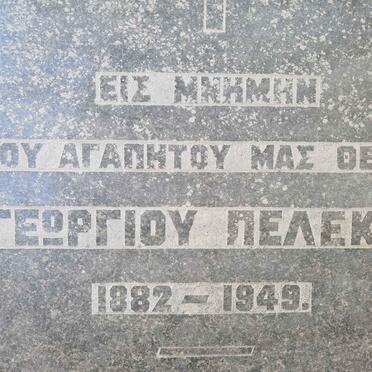 ΕΙΣ ΜΝΗΜΗΝ
ΟΥ ΑΓΑΠΗΤΟΥ ΜΑΣ ΘΕ
ΓΕΩΡΓΙΟΥ ΠΕΛΕΚ
1882 — 1949.